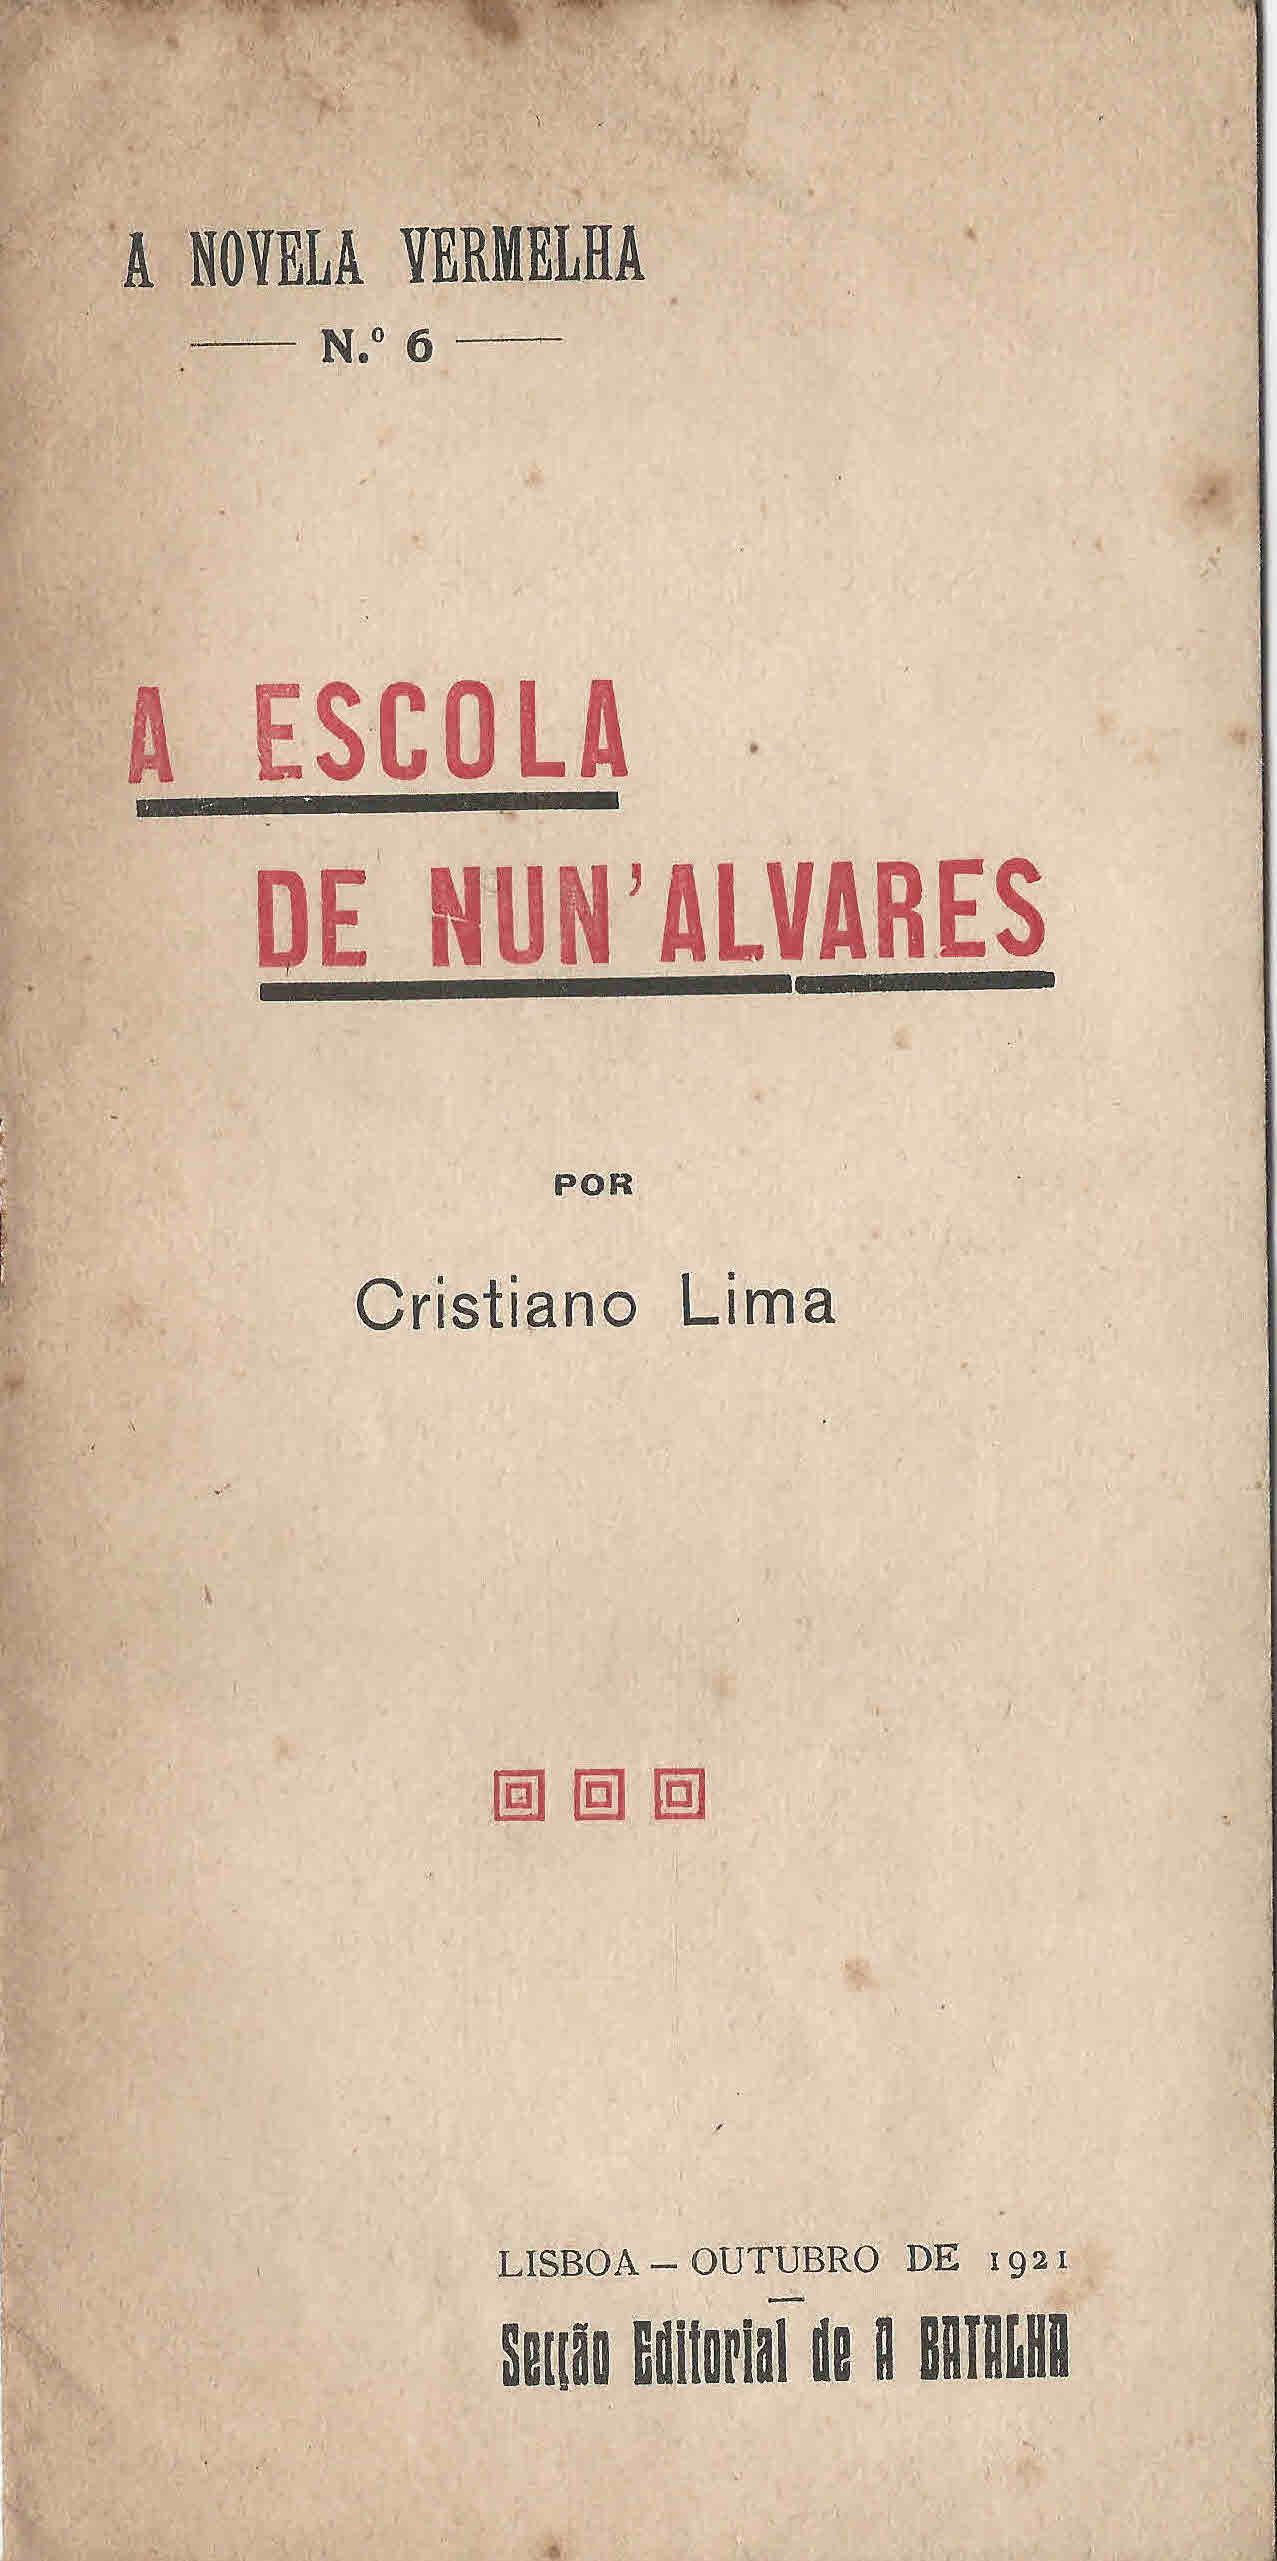 A NOVELA VERMELHA
N.º 6
A ESCOLA
DE NUN'ALVARES
POR
Cristiano Lima
LISBOA — OUTUBRO DE 1921
Secção Editorial de A BATALHA